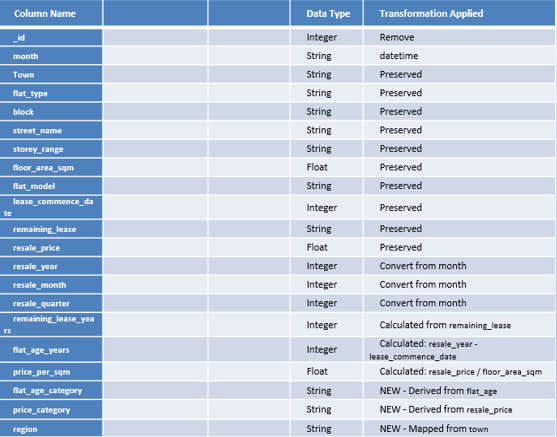 Column Name Data Type Transformation Applied
_id Integer Remove
month String datetime
Town String Preserved
flat_type String Preserved
block String Preserved
street_name String Preserved
storey_range String Preserved
floor_area_sqm Float Preserved
flat_model String Preserved
lease_commence_da
te Integer Preserved
remaining_lease String Preserved
resale_price Float Preserved
resale_year Integer Convert from month
resale_month Integer Convert from month
resale_quarter Integer Convert from month
remaining_lease_yea
rs Integer Calculated from remaining_lease
flat_age_years Integer Calculated: resale_year -
lease_commence_date
price_per_sqm Float Calculated: resale_price / floor_area_sqm
flat_age_category String NEW - Derived from flat_age
price_category String NEW - Derived from resale_price
region String NEW - Mapped from town